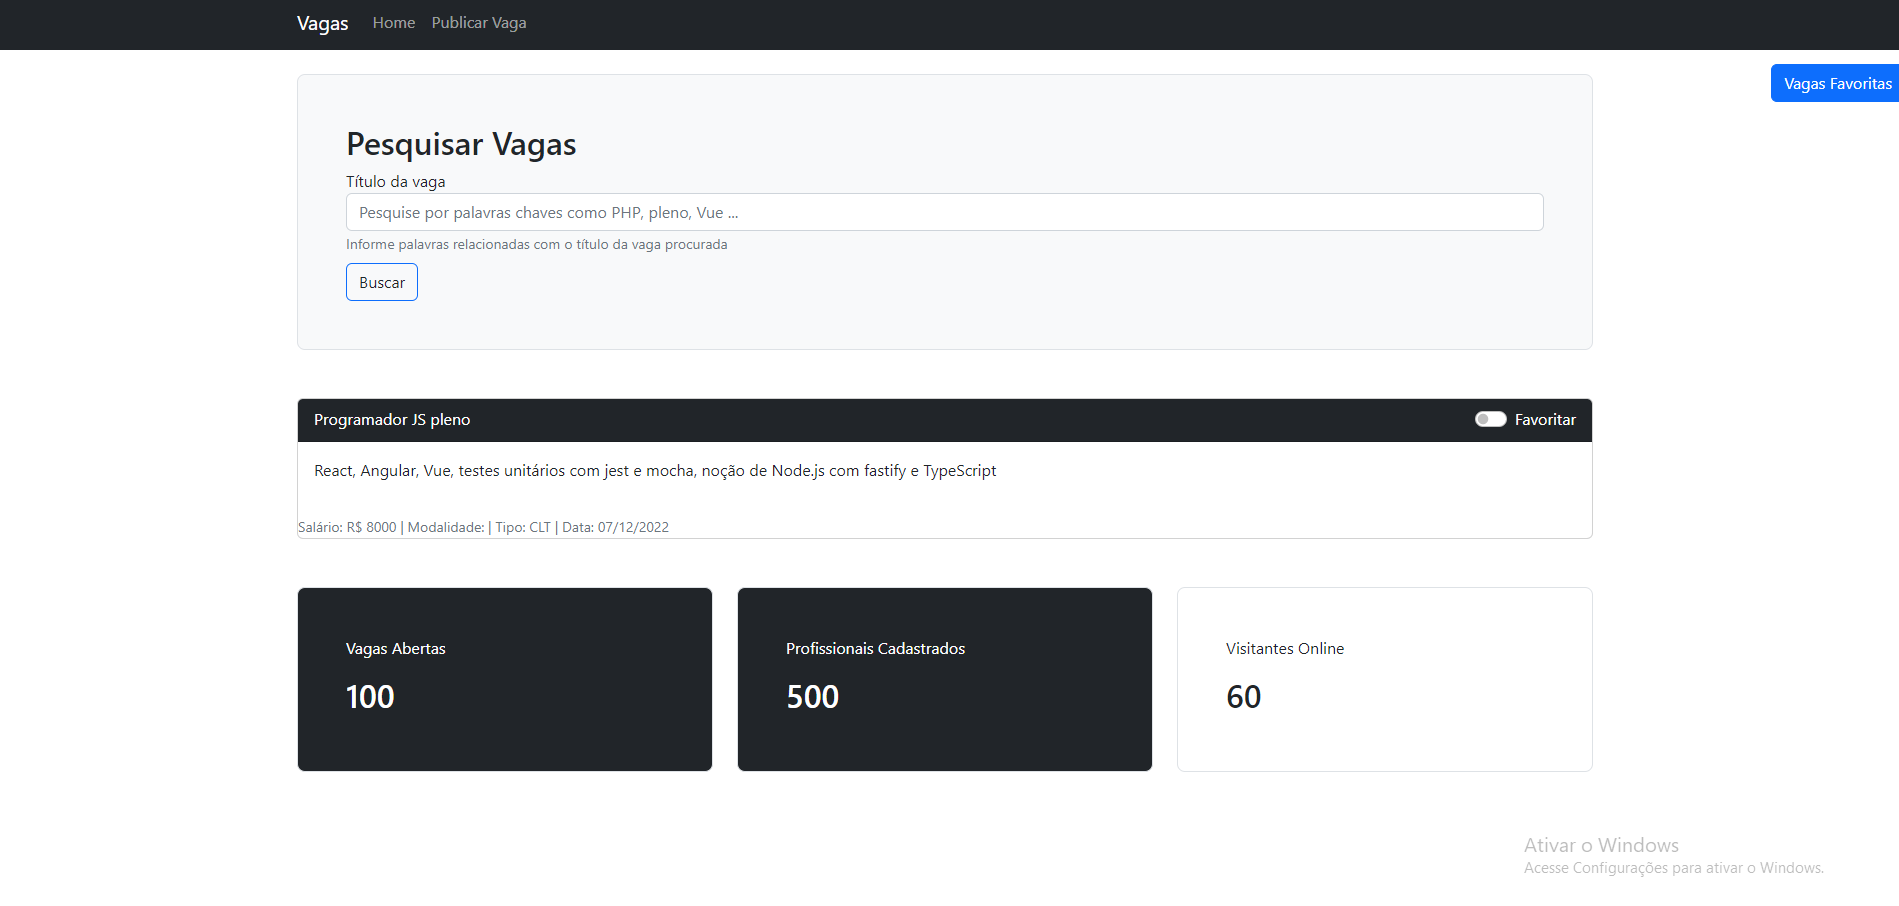 Vagas Home Publicar Vaga
Vagas Favoritas
Pesquisar Vagas
Título da vaga
Pesquise por palavras chaves como PHP, pleno, Vue ...
Informe palavras relacionadas com o título da vaga procurada
Buscar
Programador JS pleno Favoritar
React, Angular, Vue, testes unitários com jest e mocha, noção de Node.js com fastify e TypeScript
Salário: R$ 8000 | Modalidade: | Tipo: CLT | Data: 07/12/2022
Vagas Abertas
100
Profissionais Cadastrados
500
Visitantes Online
60
Ativar o Windows
Acesse Configurações para ativar o Windows.